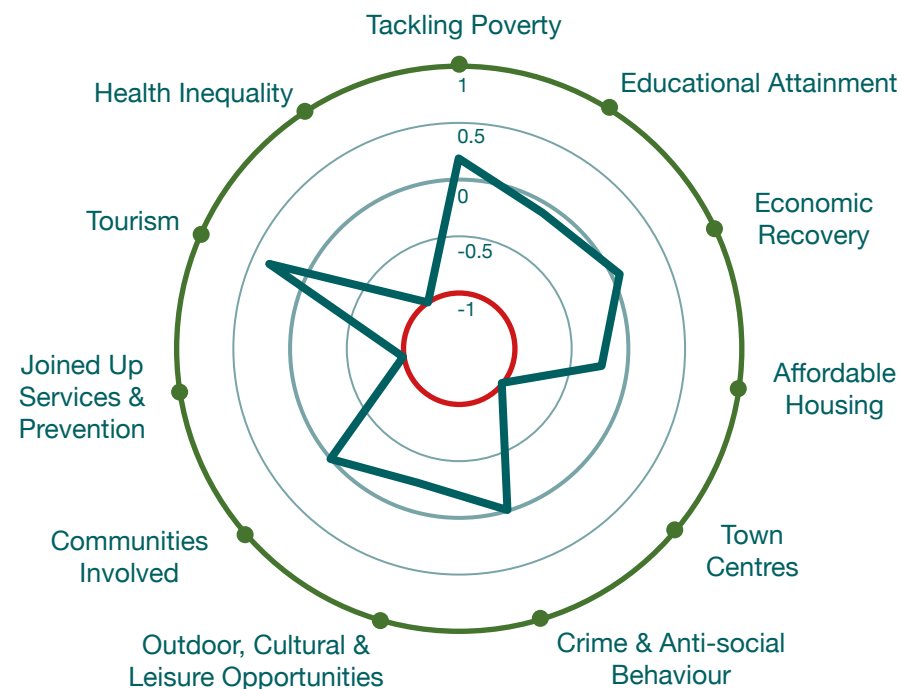 Tackling Poverty
Educational Attainment
Economic
Recovery
Affordable
Housing
Town
Centres
Crime & Anti-social
Behaviour
Outdoor, Cultural &
Leisure Opportunities
Communities
Involved
Joined Up
Services &
Prevention
Tourism
Health Inequality
1
0.5
0
-0.5
-1